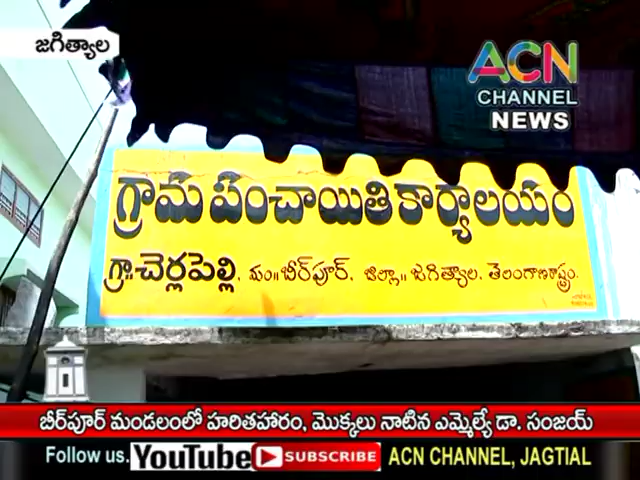 జగిత్యాల
ACN
CHANNEL
NEWS
గ్రామ పంచాయితి కార్యాలయం
గ్రా॥చెర్లపెల్లి, మం॥బీర్‌పూర్, జిల్లా॥ జగిత్యాల, తెలంగాణరాష్ట్రం.
బీర్‌పూర్ మండలంలో హరితహారం, మొక్కలు నాటిన ఎమ్మెల్యే డా. సంజయ్
Follow us. YouTube SUBSCRIBE ACN CHANNEL, JAGTIAL